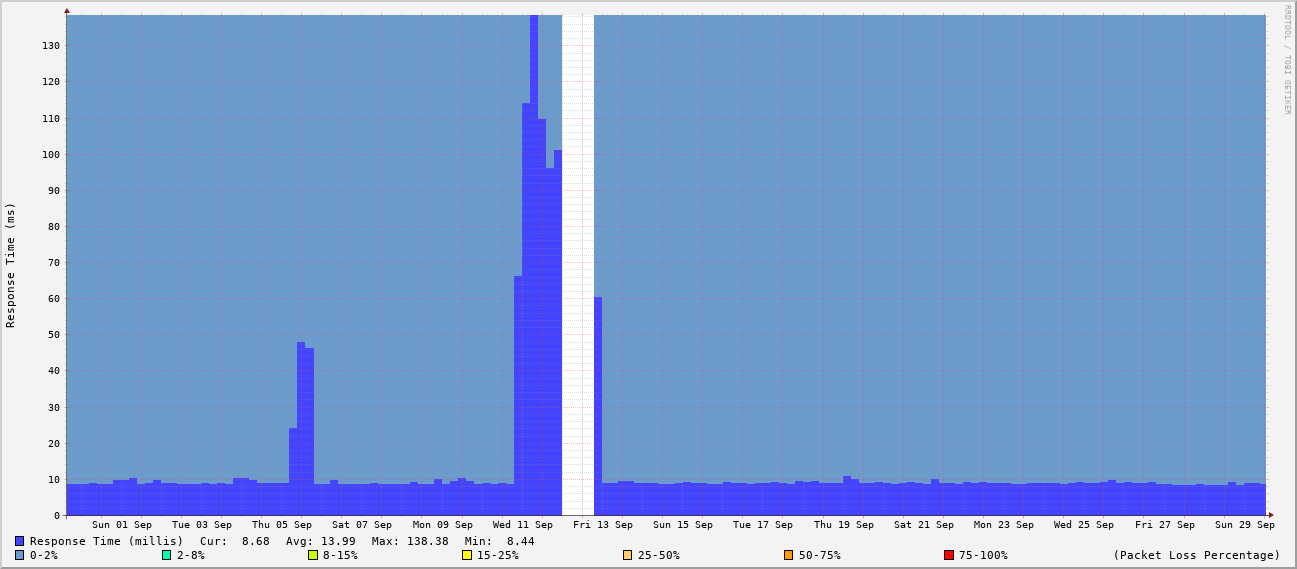 RRDTOOL / TOBI OETIKER
Response Time (ms)
130
120
110
100
90
80
70
60
50
40
30
20
10
0
Sun 01 Sep Tue 03 Sep Thu 05 Sep Sat 07 Sep Mon 09 Sep Wed 11 Sep Fri 13 Sep Sun 15 Sep Tue 17 Sep Thu 19 Sep Sat 21 Sep Mon 23 Sep Wed 25 Sep Fri 27 Sep Sun 29 Sep
Response Time (millis) Cur: 8.68 Avg: 13.99 Max: 138.38 Min: 8.44
0-2% 2-8% 8-15% 15-25% 25-50% 50-75% 75-100% (Packet Loss Percentage)